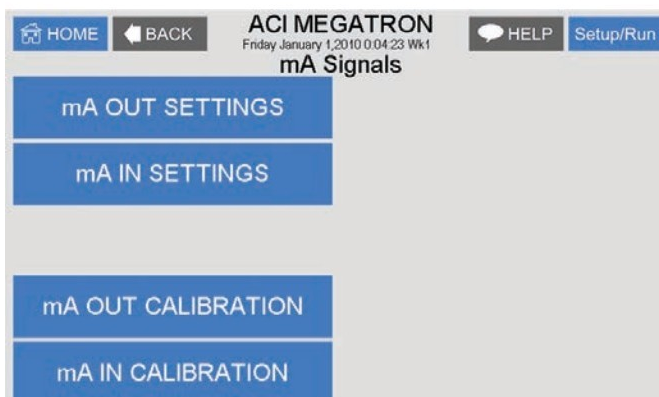 HOME BACK ACI MEGATRON HELP Setup/Run
Friday January 1,2010 0:04:23 Wk1
mA Signals
mA OUT SETTINGS
mA IN SETTINGS
mA OUT CALIBRATION
mA IN CALIBRATION